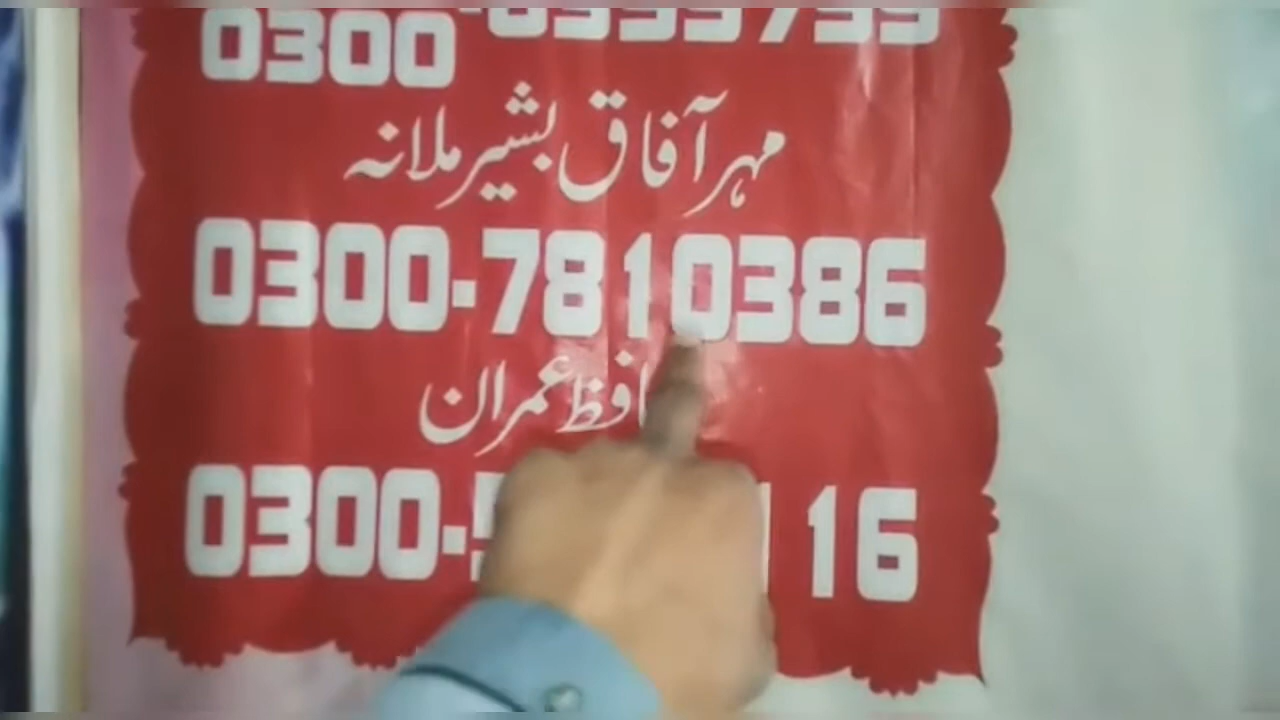 0300
مہر آفاق بشیر ملانہ
0300-7810386
عمران
0300- 16